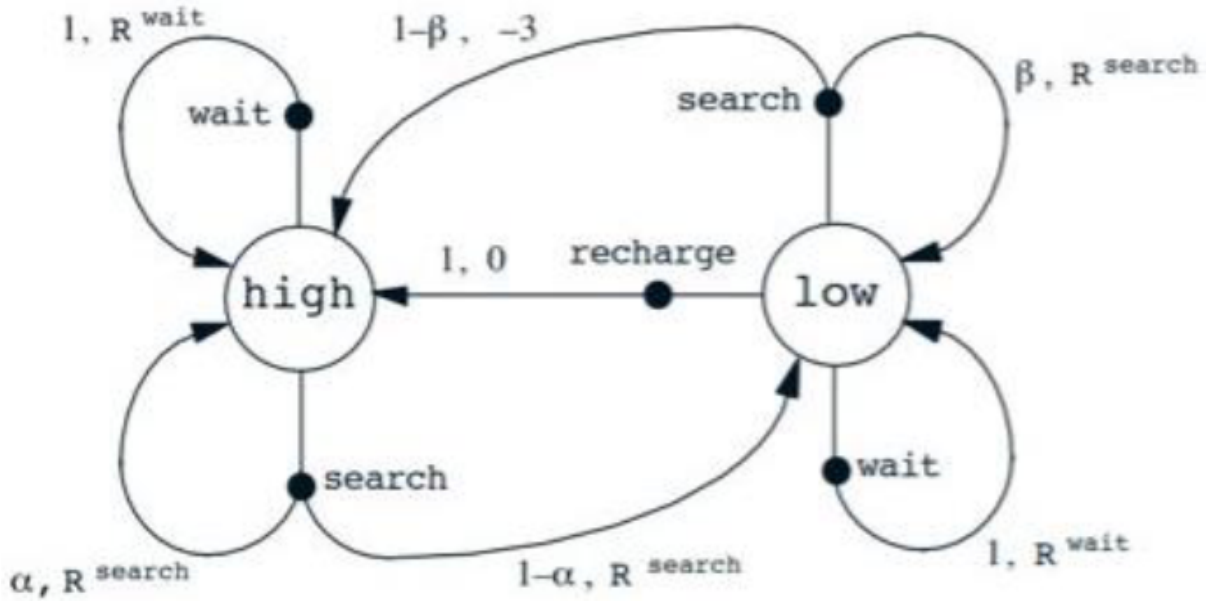 1, R wait
1–β , –3
β, R search
wait
search
1, 0
recharge
high
low
search
wait
α, R search
1–α , R search
1, R wait